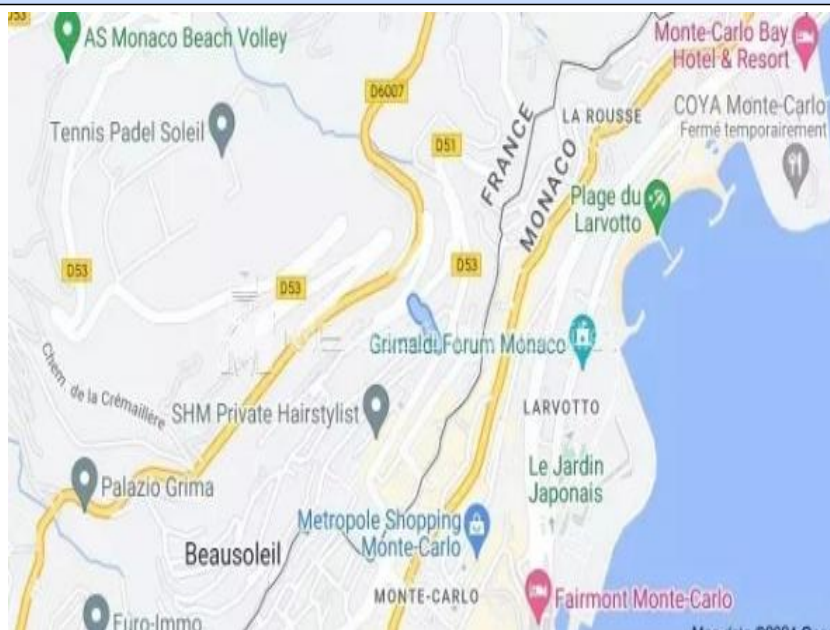 D53
AS Monaco Beach Volley
Monte-Carlo Bay
Hotel & Resort
D6007
COYA Monte-Carlo
Fermé temporairement
LA ROUSSE
Tennis Padel Soleil
D51
FRANCE
MONACO
Plage du
Larvotto
D53
D53
D53
Grimaldi Forum Monaco
Chem. de la Crémaillère
SHM Private Hairstylist
LARVOTTO
Le Jardin
Japonais
Palazio Grima
Metropole Shopping
Monte-Carlo
Beausoleil
MONTE-CARLO
Fairmont Monte-Carlo
Euro-Immo